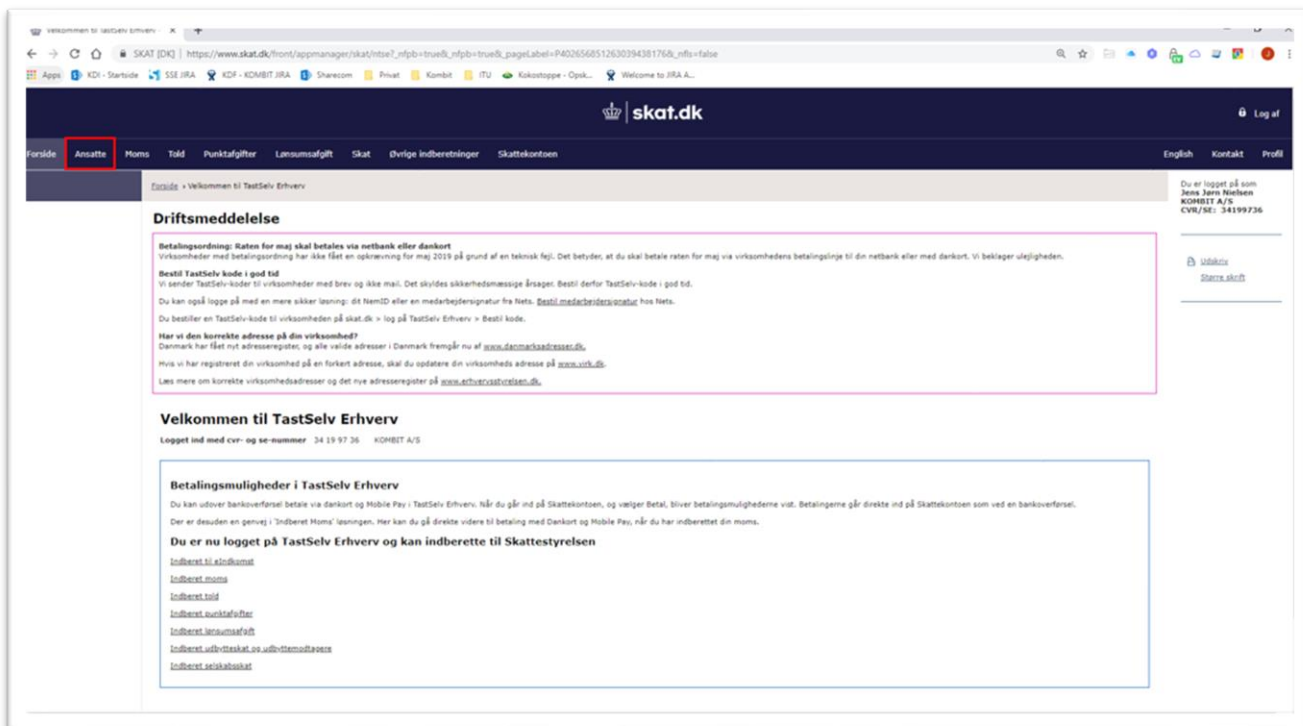 Velkommen til TastSelv Erhverv -
SKAT [DK] | https://www.skat.dk/front/appmanager/skat/ntse?_nfpb=true&_nfpb=true&_pageLabel=P4026568512630394381768&_nfls=false
Apps KDI - Startside SSE JIRA KDF - KOMBIT JIRA Sharecom Privat Kombit ITU Kokostoppe - Opsk... Welcome to JIRA A...
skat.dk
Log af
Forside Ansatte Moms Told Punktafgifter Lønsumsafgift Skat Øvrige indberetninger Skattekontoen English Kontakt Profil
Forside › Velkommen til TastSelv Erhverv
Du er logget på som
Jens Jørn Nielsen
KOMBIT A/S
CVR/SE: 34199736
Udskriv
Større skrift
Driftsmeddelelse
Betalingsordning: Raten for maj skal betales via netbank eller dankort
Virksomheder med betalingsordning har ikke fået en opkrævning for maj 2019 på grund af en teknisk fejl. Det betyder, at du skal betale raten for maj via virksomhedens betalingslinje til din netbank eller med dankort. Vi beklager ulejligheden.
Bestil TastSelv kode i god tid
Vi sender TastSelv-koder til virksomheder med brev og ikke mail. Det skyldes sikkerhedsmæssige årsager. Bestil derfor TastSelv-kode i god tid.
Du kan også logge på med en mere sikker løsning: dit NemID eller en medarbejdersignatur fra Nets. Bestil medarbejdersignatur hos Nets.
Du bestiller en TastSelv-kode til virksomheden på skat.dk > log på TastSelv Erhverv > Bestil kode.
Har vi den korrekte adresse på din virksomhed?
Danmark har fået nyt adresseregister, og alle valide adresser i Danmark fremgår nu af www.danmarksadresser.dk.
Hvis vi har registreret din virksomhed på en forkert adresse, skal du opdatere din virksomheds adresse på www.virk.dk.
Læs mere om korrekte virksomhedsadresser og det nye adresseregister på www.erhvervsstyrelsen.dk.
Velkommen til TastSelv Erhverv
Logget ind med cvr- og se-nummer 34 19 97 36 KOMBIT A/S
Betalingsmuligheder i TastSelv Erhverv
Du kan udover bankoverførsel betale via dankort og Mobile Pay i TastSelv Erhverv. Når du går ind på Skattekontoen, og vælger Betal, bliver betalingsmulighederne vist. Betalingerne går direkte ind på Skattekontoen som ved en bankoverførsel.
Der er desuden en genvej i 'Indberet Moms' løsningen. Her kan du gå direkte videre til betaling med Dankort og Mobile Pay, når du har indberettet din moms.
Du er nu logget på TastSelv Erhverv og kan indberette til Skattestyrelsen
Indberet til eIndkomst
Indberet moms
Indberet told
Indberet punktafgifter
Indberet lønsumsafgift
Indberet udbytteskat og udbyttemodtagere
Indberet selskabsskat